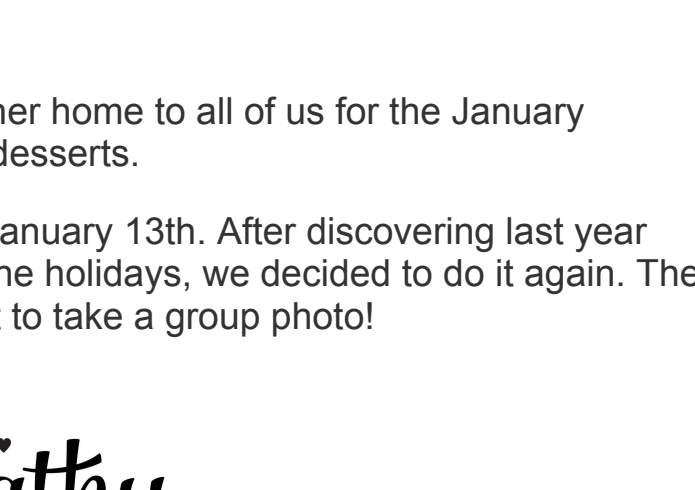 her home to all of us for the January
desserts.
anuary 13th. After discovering last year
he holidays, we decided to do it again. The
t to take a group photo!
athy